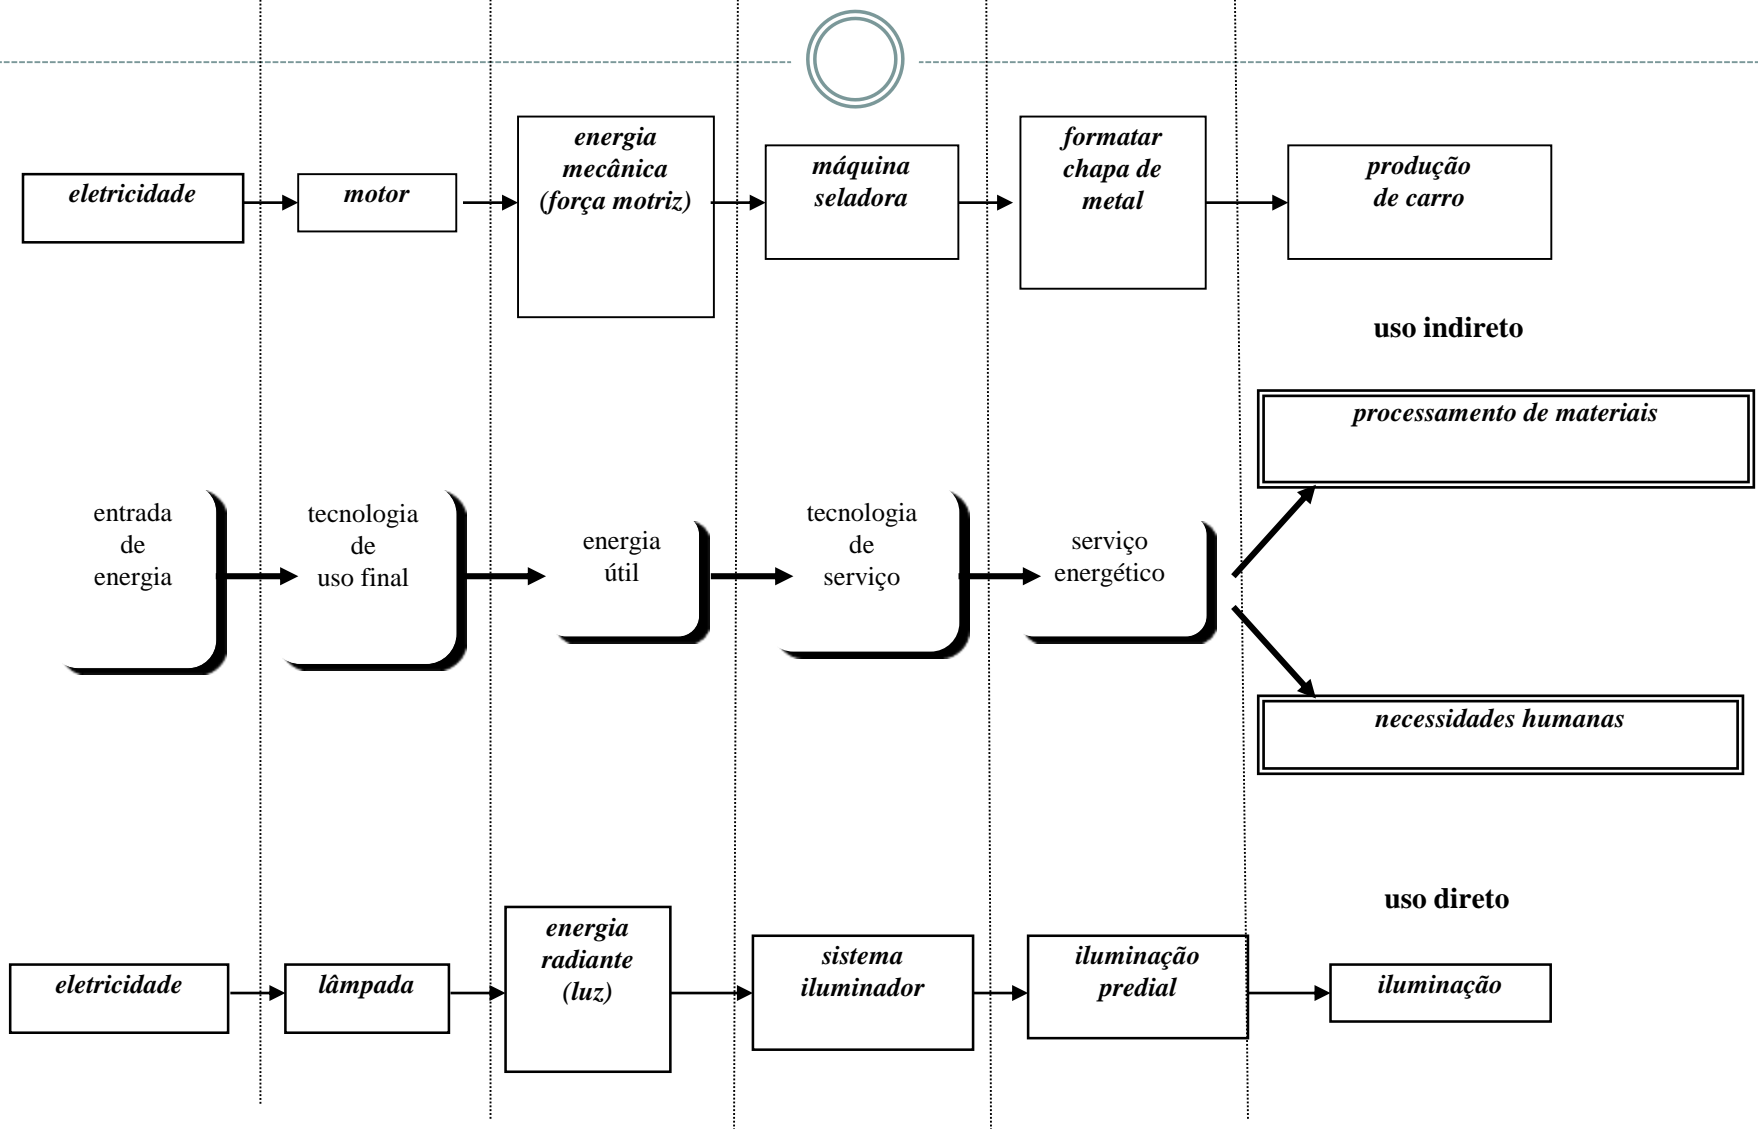 eletricidade
motor
energia
mecânica
(força motriz)
máquina
seladora
formatar
chapa de
metal
produção
de carro
uso indireto
processamento de materiais
entrada
de
energia
tecnologia
de
uso final
energia
útil
tecnologia
de
serviço
serviço
energético
necessidades humanas
uso direto
eletricidade
lâmpada
energia
radiante
(luz)
sistema
iluminador
iluminação
predial
iluminação